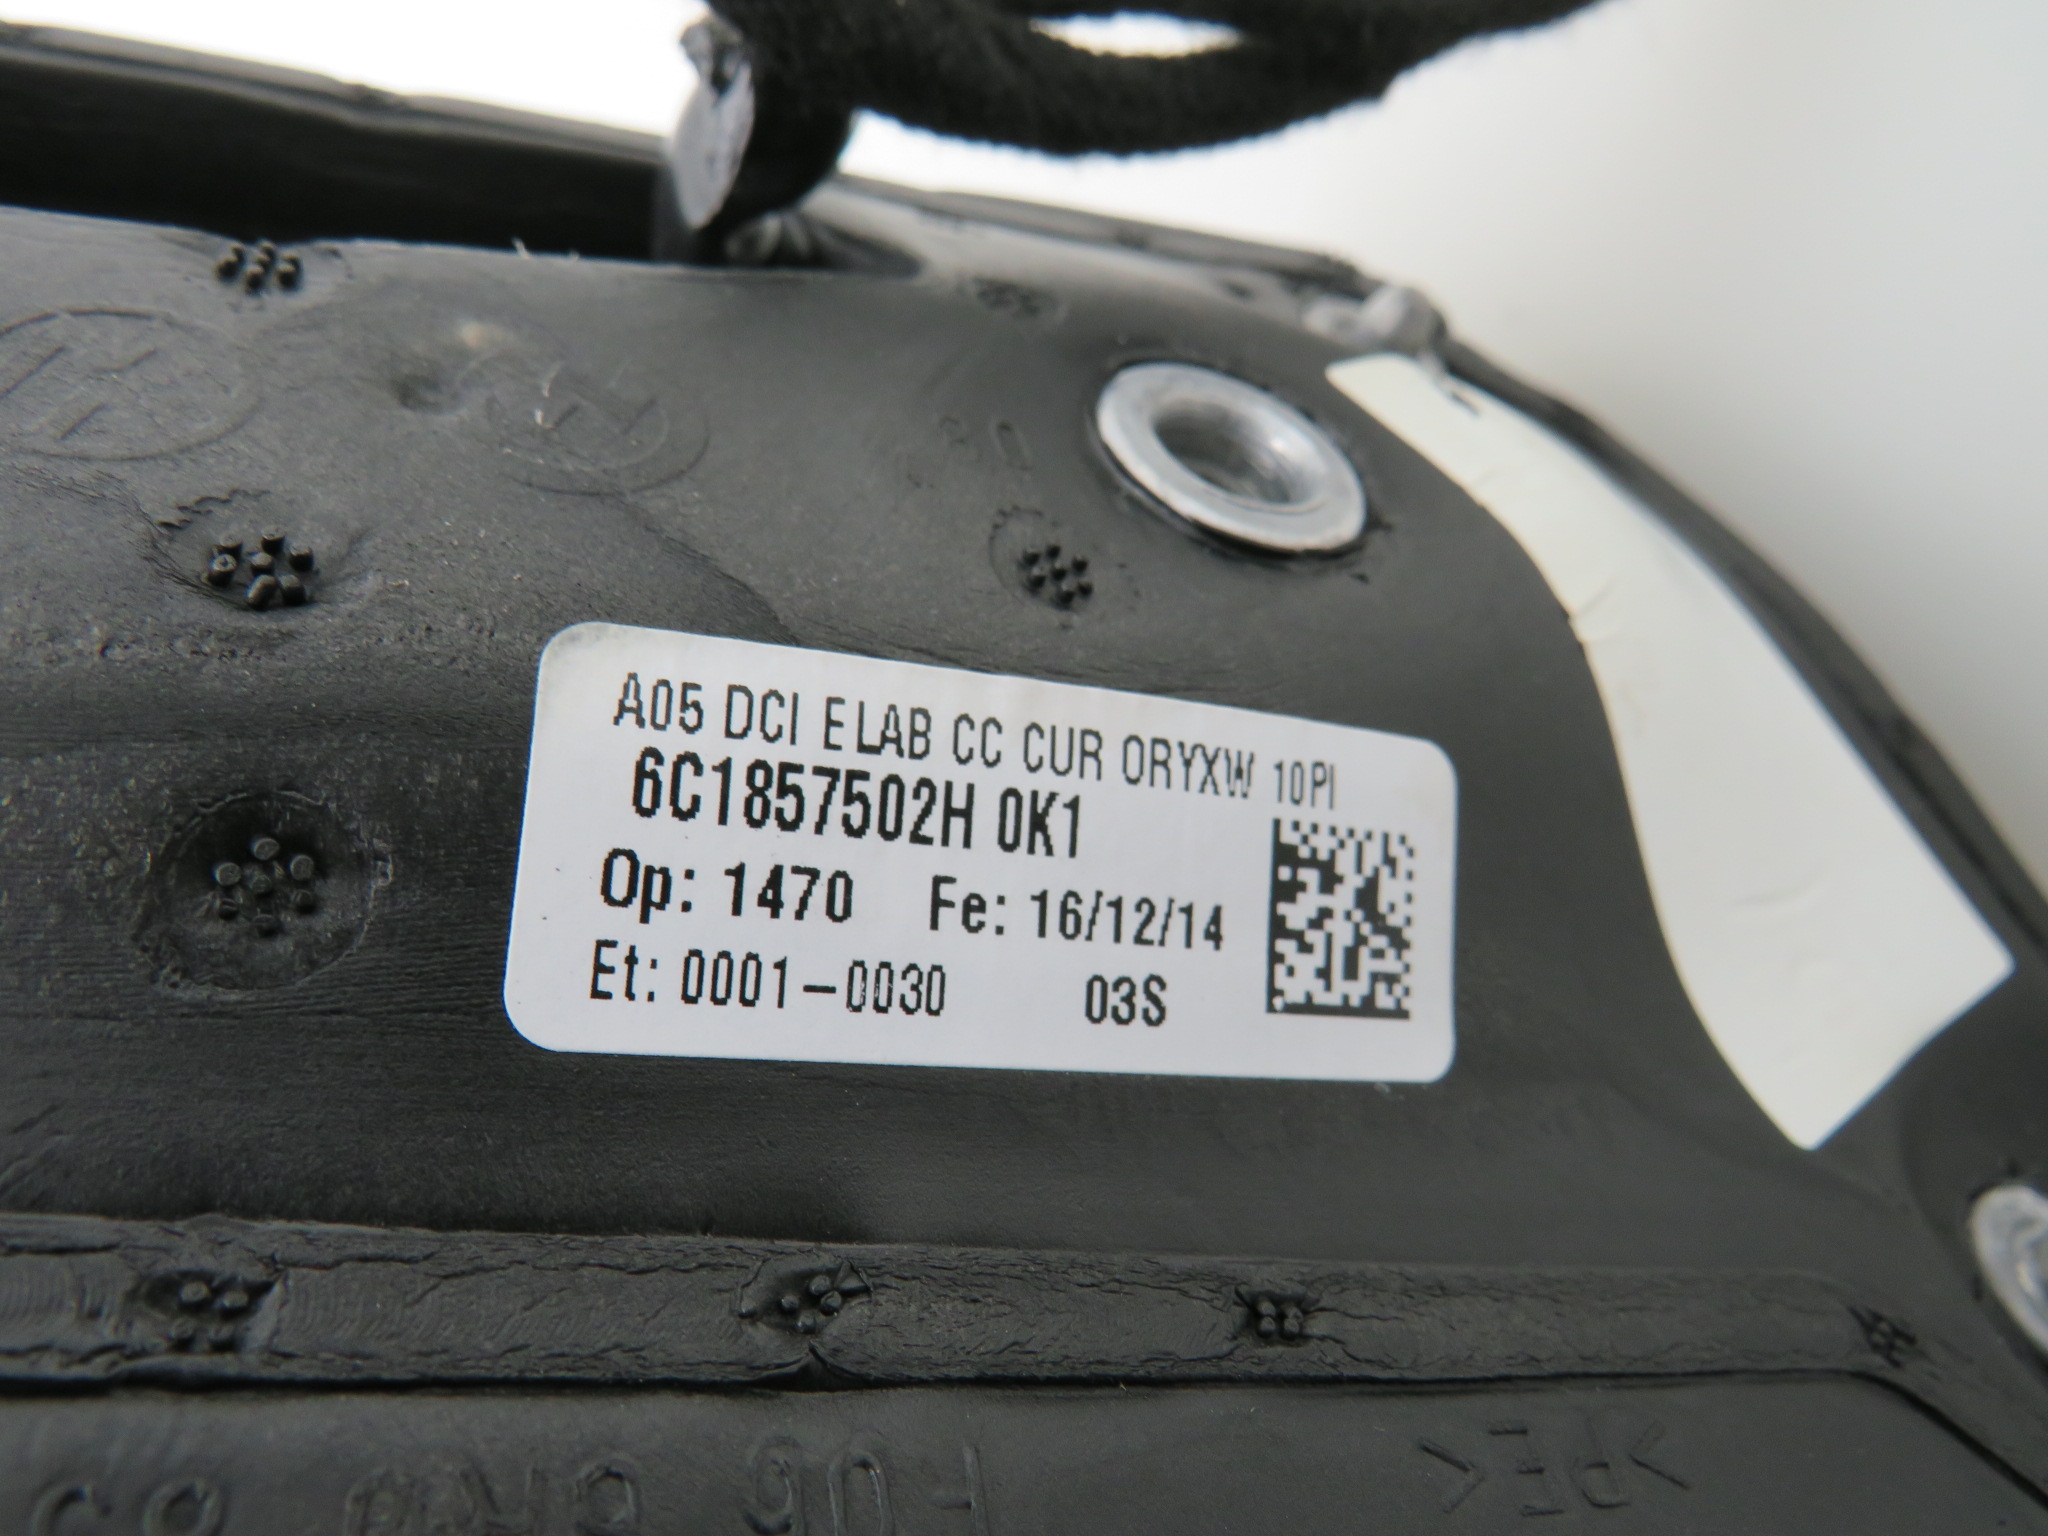 A05 DCI ELAB CC CUR ORYXW 10PI
6C1857502H 0K1
Op: 1470 Fe: 16/12/14
Et: 0001-0030 03S
>PE<